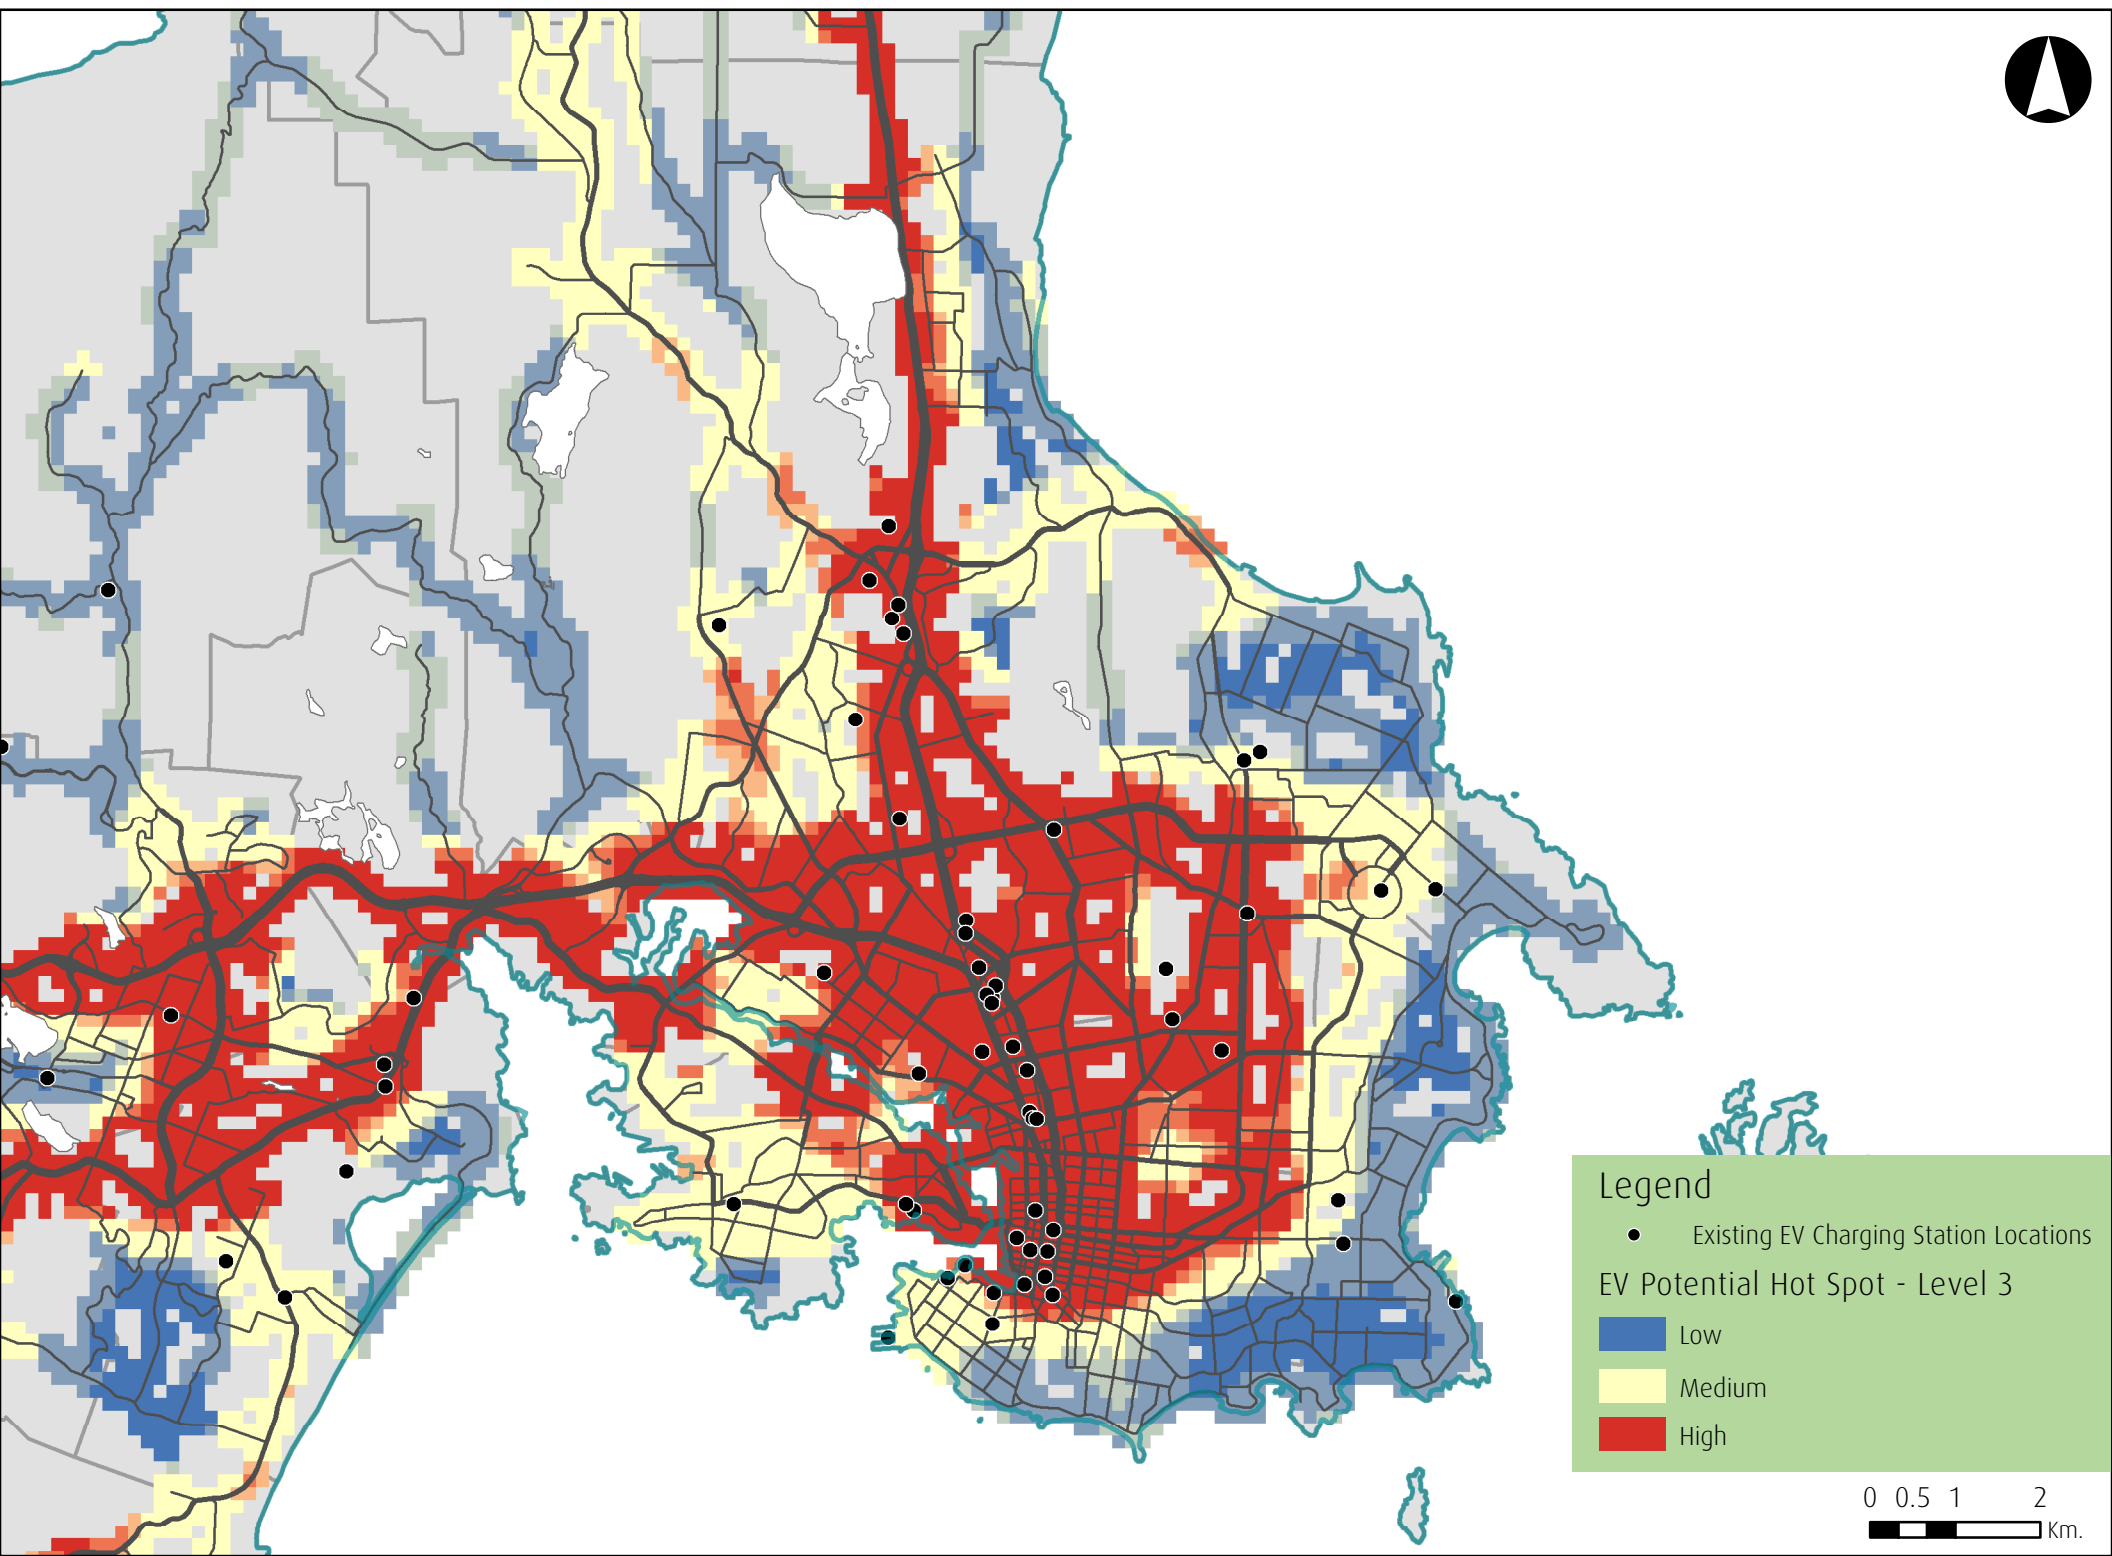 Legend
Existing EV Charging Station Locations
EV Potential Hot Spot - Level 3
Low
Medium
High
0 0.5 1 2
Km.